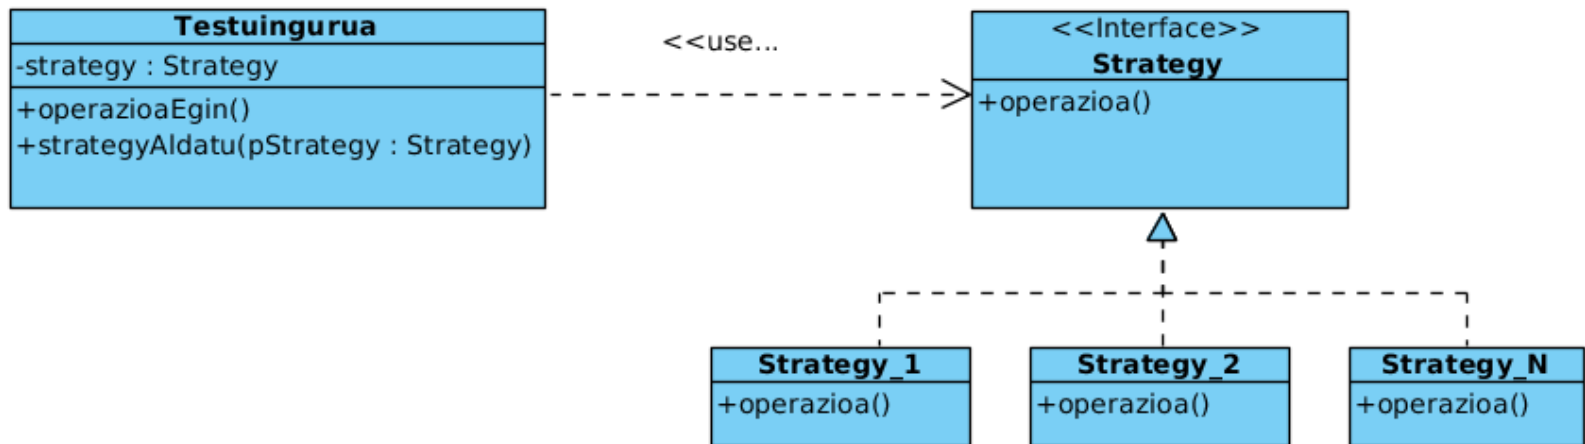 Testuingurua
-strategy : Strategy
+operazioaEgin()
+strategyAldatu(pStrategy : Strategy)
<<use...
<<Interface>>
Strategy
+operazioa()
Strategy_1
+operazioa()
Strategy_2
+operazioa()
Strategy_N
+operazioa()